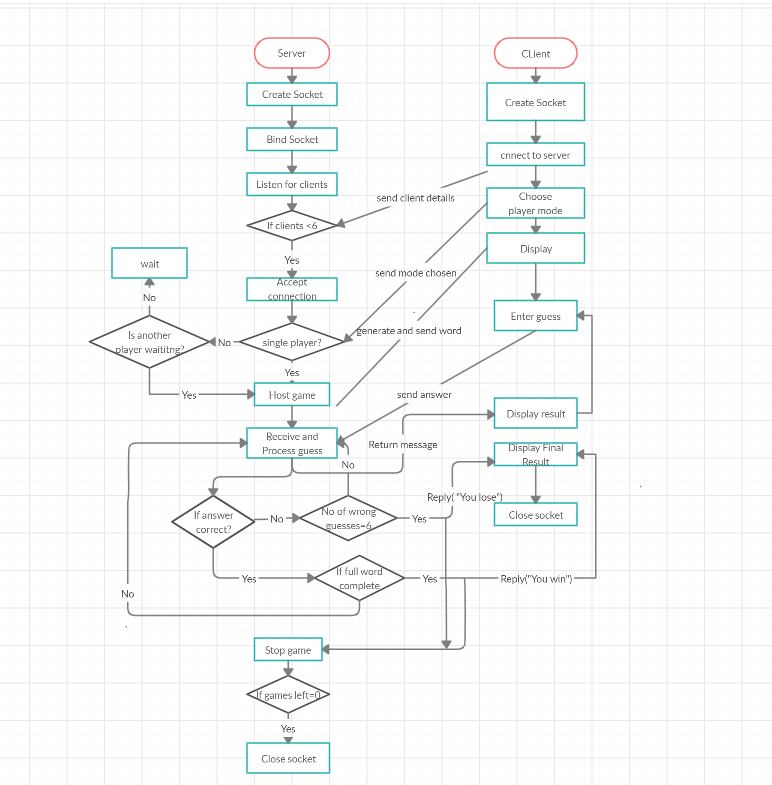 Server
CLient
Create Socket
Create Socket
Bind Socket
cnnect to server
Listen for clients
send client details
Choose
player mode
If clients <6
Display
wait
Yes
send mode chosen
Accept
connection
No
Enter guess
generate and send word
Is another
player waititng?
No
single player?
Yes
Yes
Host game
send answer
Display result
Receive and
Process guess
Return message
Display Final
Result
No
Reply( "You lose")
If answer
correct?
No
No of wrong
guesses=6
Yes
Close socket
Yes
If full word
complete
Yes
Reply("You win")
No
Stop game
If games left=0
Yes
Close socket